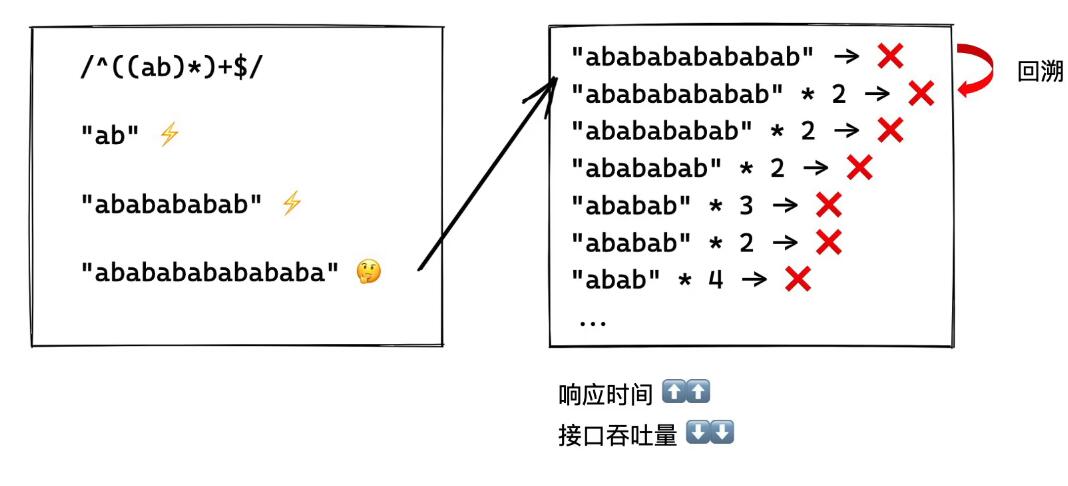 /^((ab)*)+$/
"ab" ⚡
"ababababab" ⚡
"abababababababa" 🤔
"ababababababab" → ❌
"abababababab" * 2 → ❌
"ababababab" * 2 → ❌
"abababab" * 2 → ❌
"ababab" * 3 → ❌
"ababab" * 2 → ❌
"abab" * 4 → ❌
...
回溯
响应时间 ⬆️⬆️
接口吞吐量 ⬇️⬇️